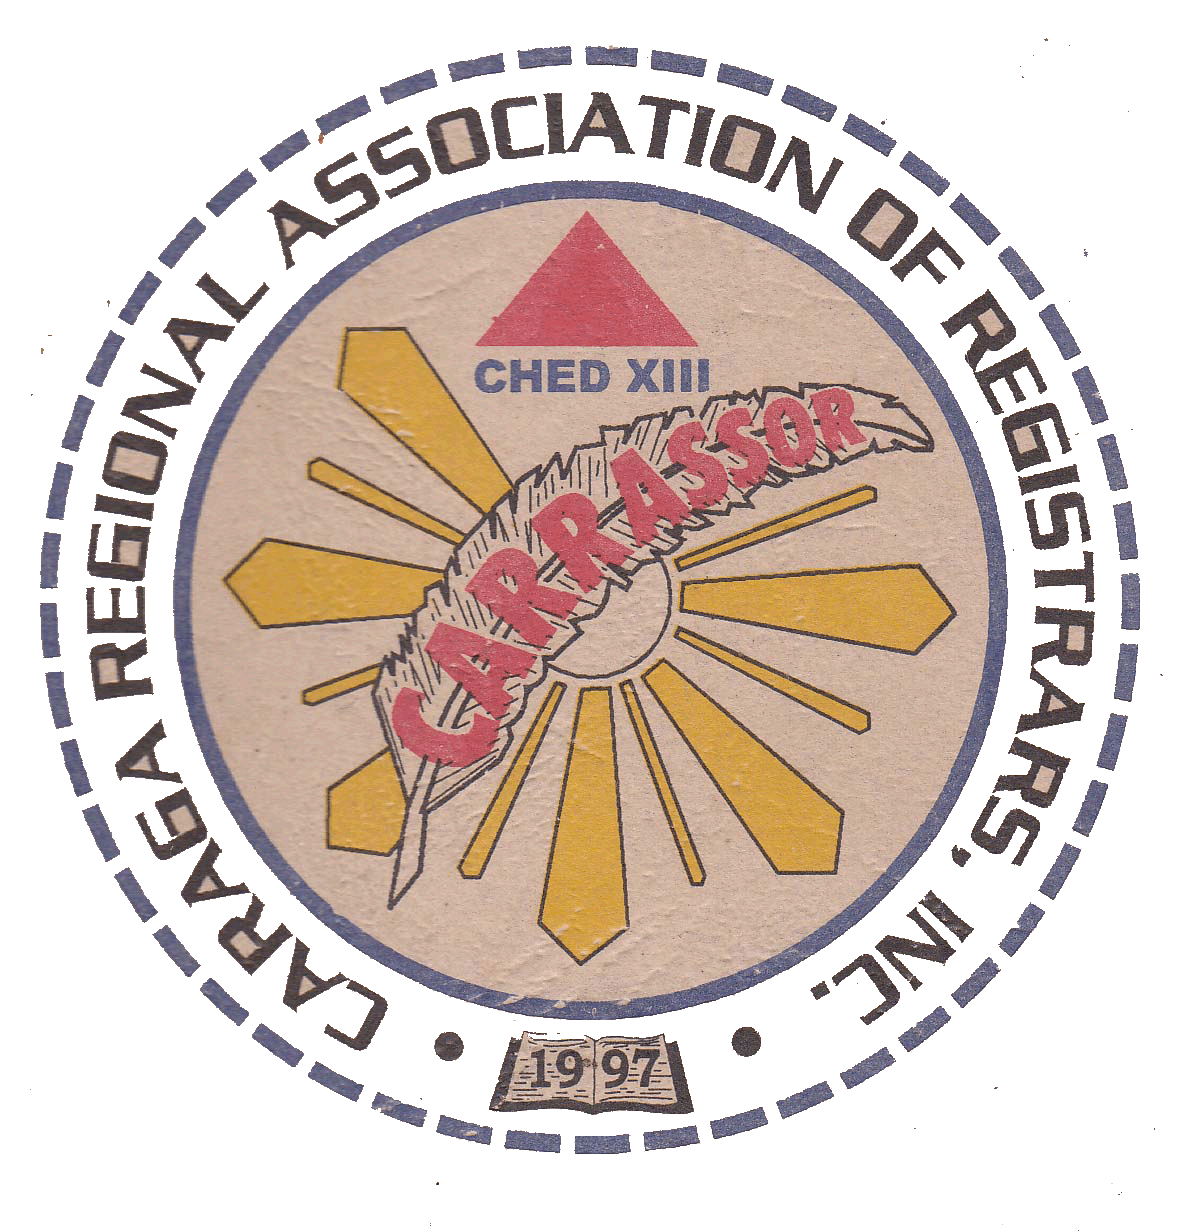 CARAGA REGIONAL ASSOCIATION OF REGISTRARS, INC.
CHED XIII
CARRASSOR
1997